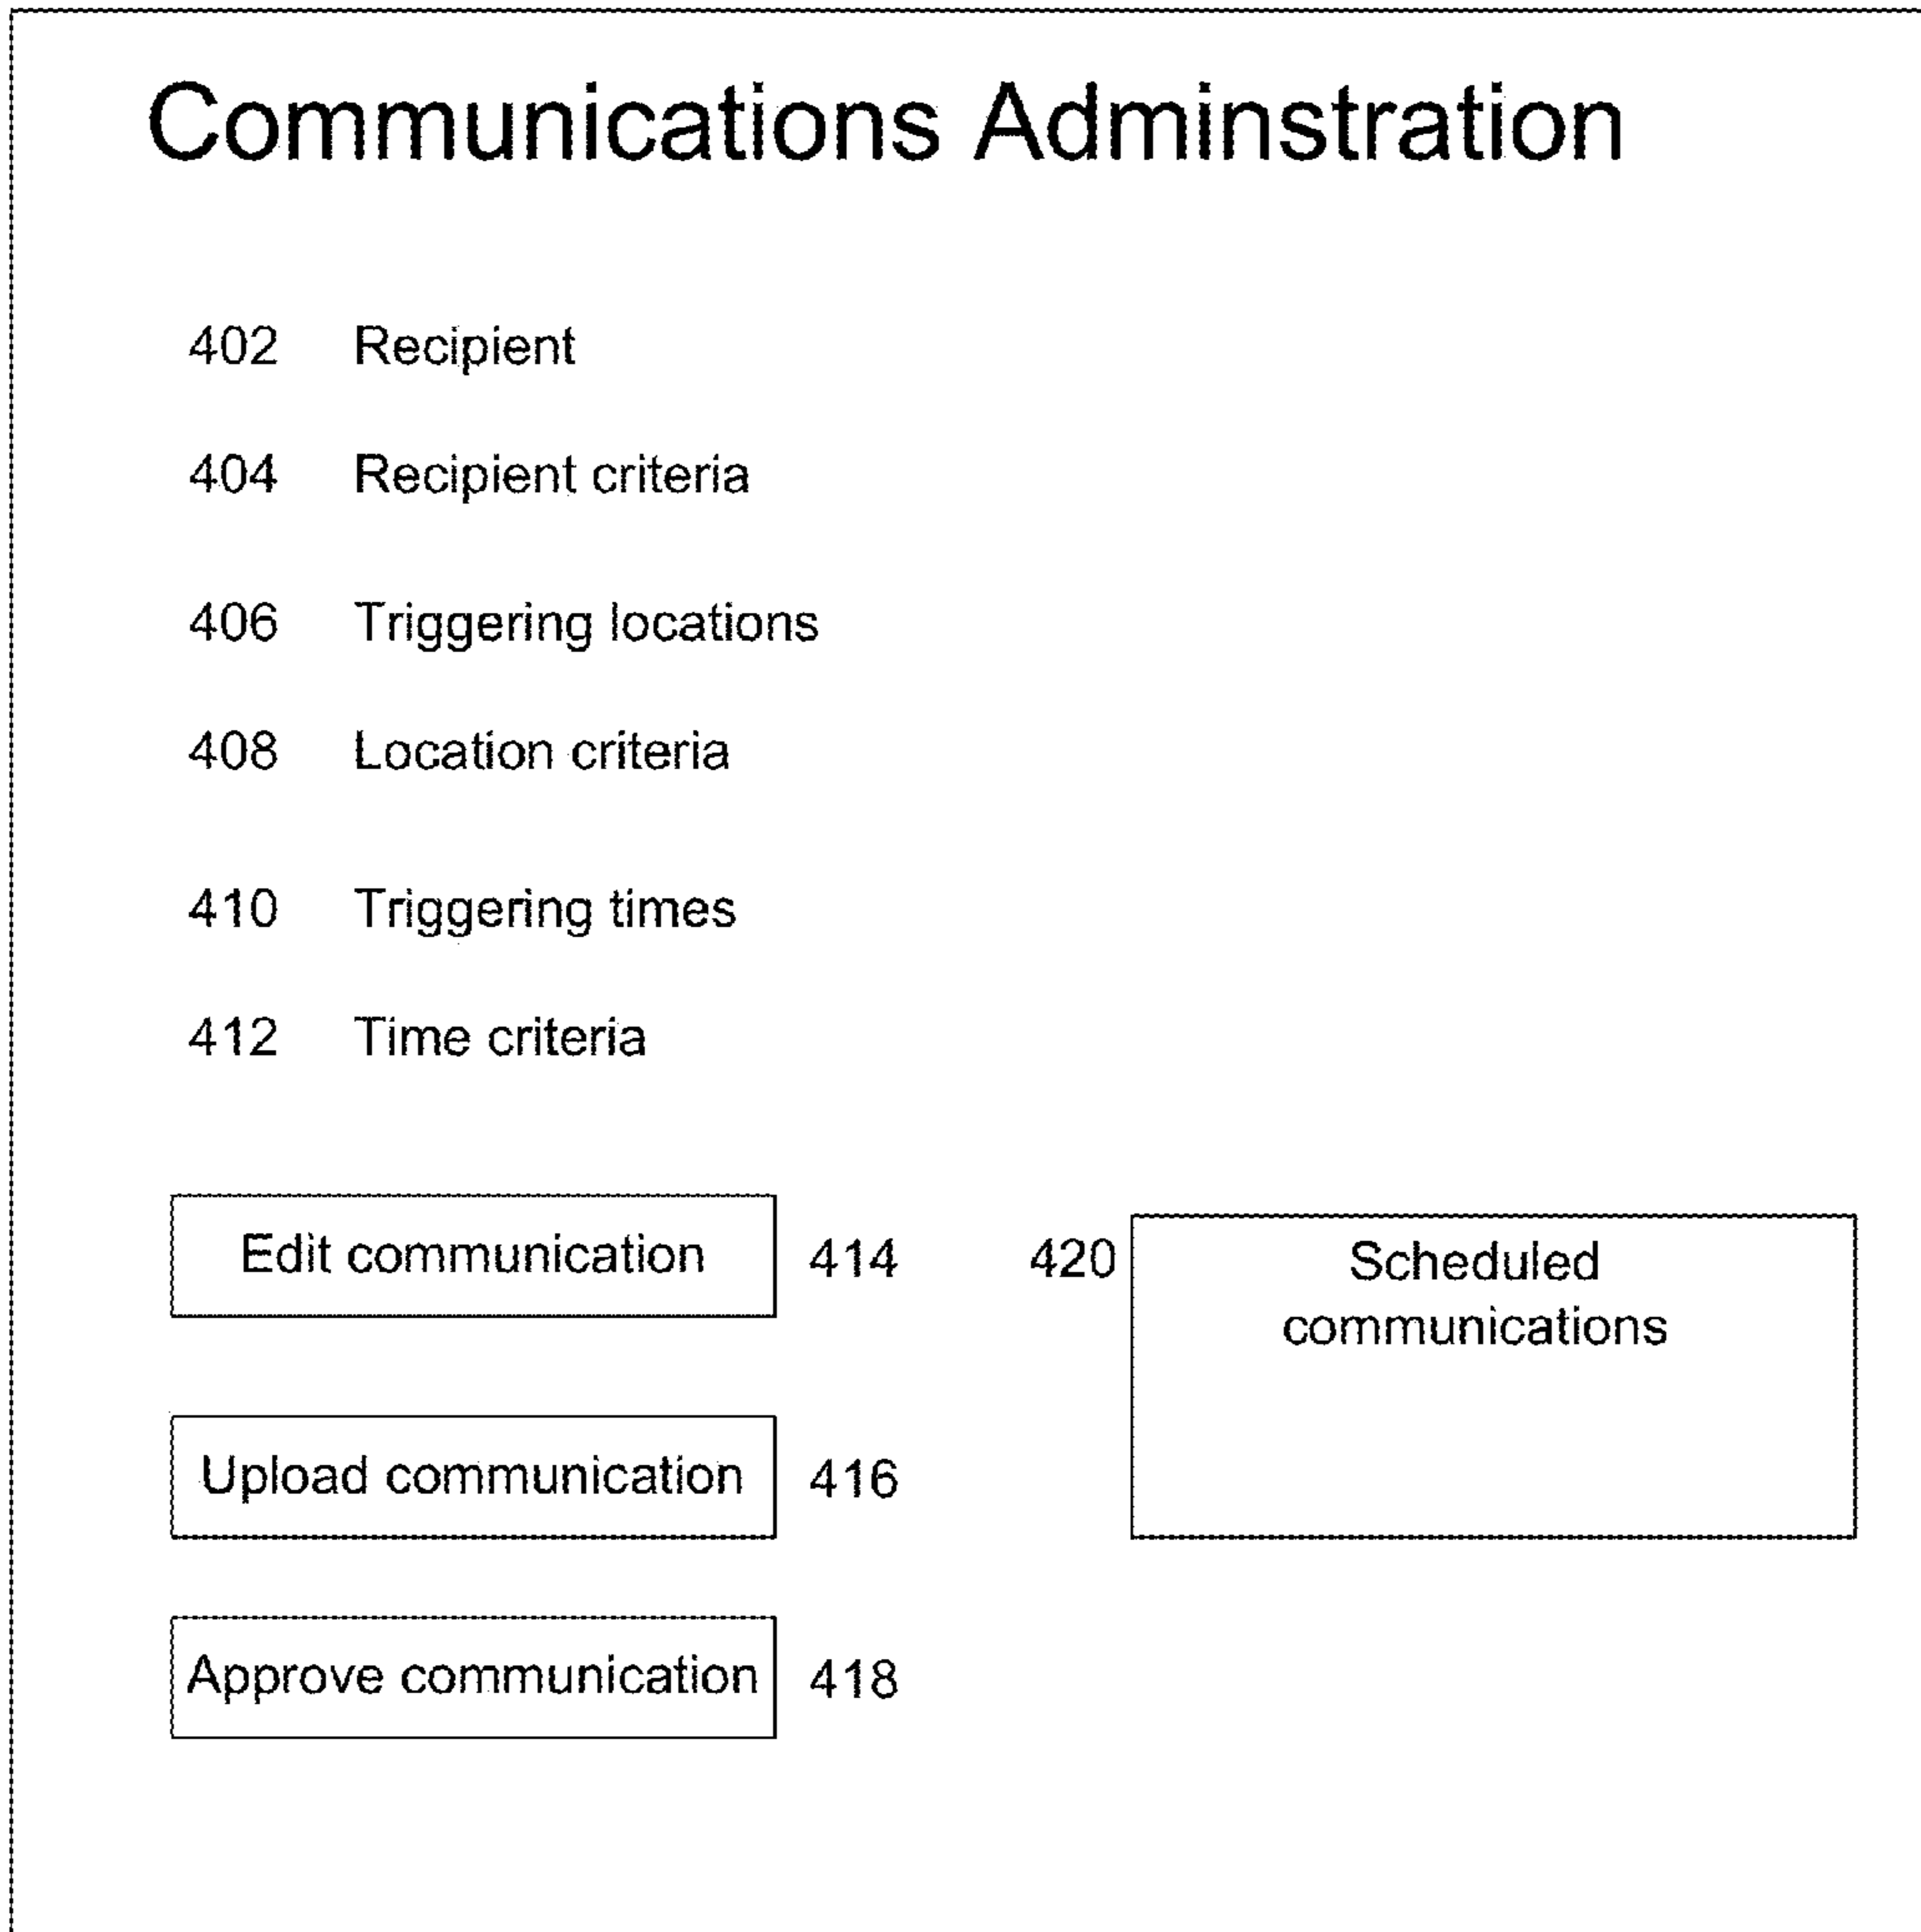 Communications Adminstration
402 Recipient
404 Recipient criteria
406 Triggering locations
408 Location criteria
410 Triggering times
412 Time criteria
Edit communication 414
420 Scheduled
communications
Upload communication 416
Approve communication 418